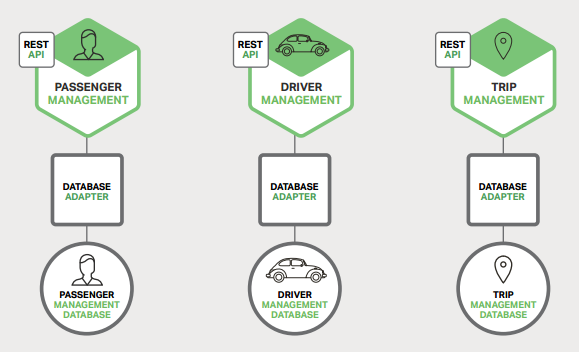 REST
API
PASSENGER
MANAGEMENT
DATABASE
ADAPTER
PASSENGER
MANAGEMENT
DATABASE
REST
API
DRIVER
MANAGEMENT
DATABASE
ADAPTER
DRIVER
MANAGEMENT
DATABASE
REST
API
TRIP
MANAGEMENT
DATABASE
ADAPTER
TRIP
MANAGEMENT
DATABASE